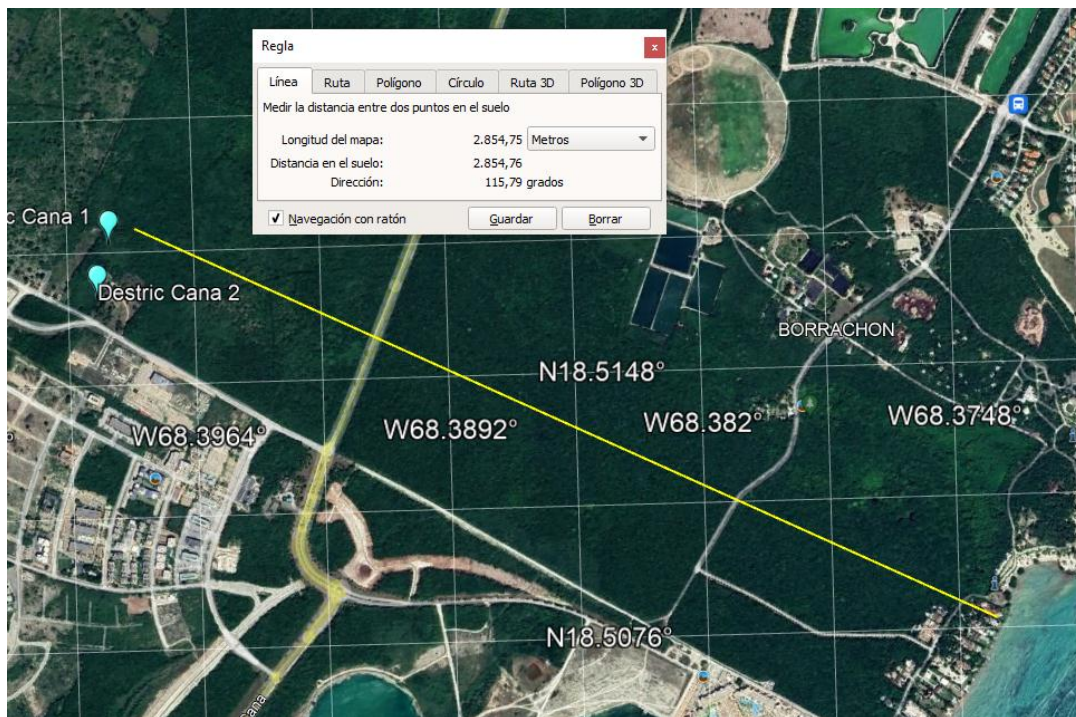 Regla
x
Línea
Ruta
Polígono
Círculo
Ruta 3D
Polígono 3D
Medir la distancia entre dos puntos en el suelo
Longitud del mapa: 2.854,75 Metros
Distancia en el suelo: 2.854,76
Dirección: 115,79 grados
Navegación con ratón
Guardar
Borrar
c Cana 1
Destric Cana 2
BORRACHON
N18.5148°
W68.3964°
W68.3892°
W68.382°
W68.3748°
N18.5076°
ana